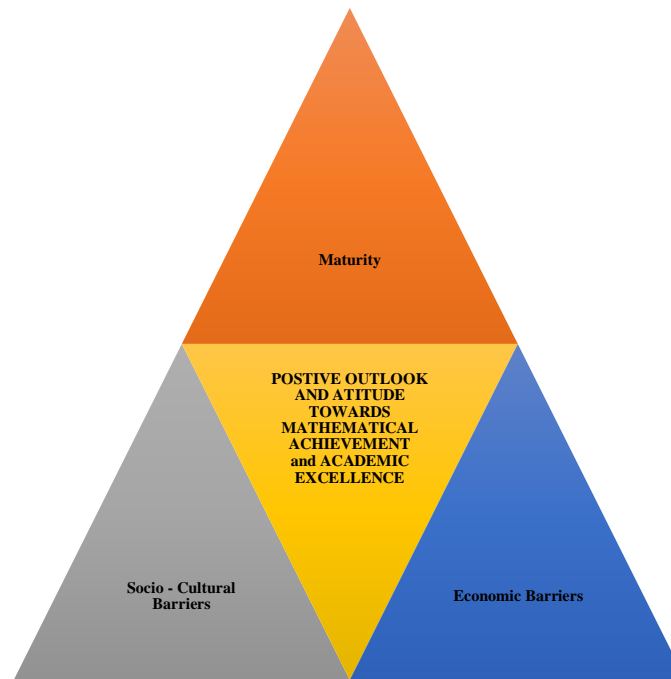 Maturity
POSTIVE OUTLOOK
AND ATITUDE
TOWARDS
MATHEMATICAL
ACHIEVEMENT
and ACADEMIC
EXCELLENCE
Socio - Cultural
Barriers
Economic Barriers